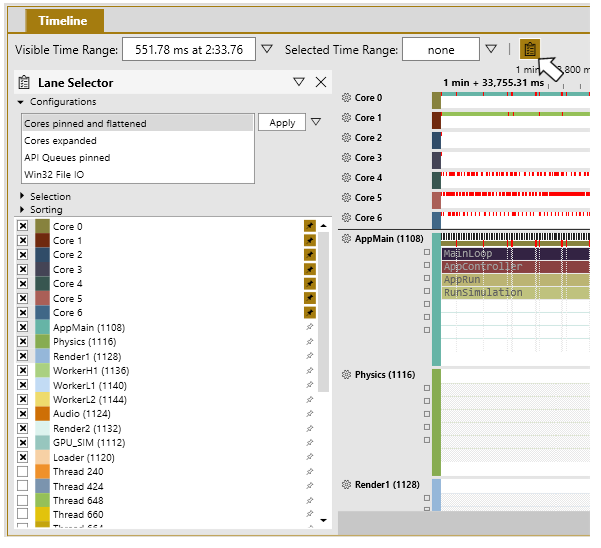 Timeline
Visible Time Range: 551.78 ms at 2:33.76 Selected Time Range: none
1 min
800 m
1 min + 33,755.31 ms
Lane Selector
Configurations
Cores pinned and flattened
Apply
Cores expanded
API Queues pinned
Win32 File IO
Selection
Sorting
Core 0
Core 1
Core 2
Core 3
Core 4
Core 5
Core 6
AppMain (1108)
Physics (1116)
Render1 (1128)
WorkerH1 (1136)
WorkerL1 (1140)
WorkerL2 (1144)
Audio (1124)
Render2 (1132)
GPU_SIM (1112)
Loader (1120)
Thread 240
Thread 424
Thread 648
Thread 660
Thread 664
Core 0
Core 1
Core 2
Core 3
Core 4
Core 5
Core 6
AppMain (1108)
MainLoop
AppController
AppRun
RunSimulation
Physics (1116)
Render1 (1128)